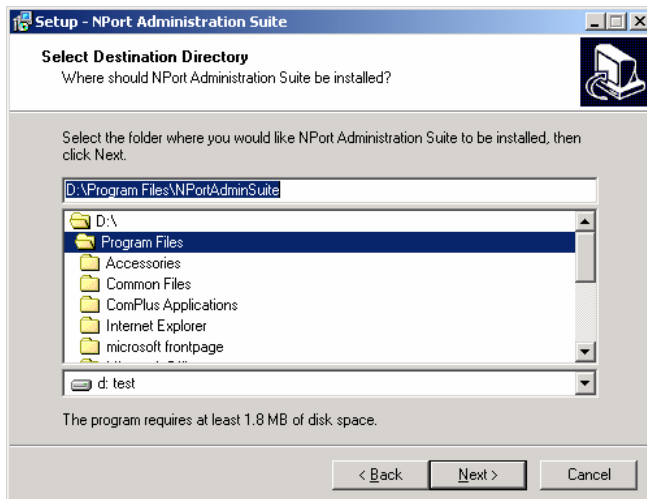 Setup - NPort Administration Suite
Select Destination Directory
Where should NPort Administration Suite be installed?
Select the folder where you would like NPort Administration Suite to be installed, then
click Next.
D:\Program Files\NPortAdminSuite
D:\
Program Files
Accessories
Common Files
ComPlus Applications
Internet Explorer
microsoft frontpage
d: test
The program requires at least 1.8 MB of disk space.
< Back
Next >
Cancel